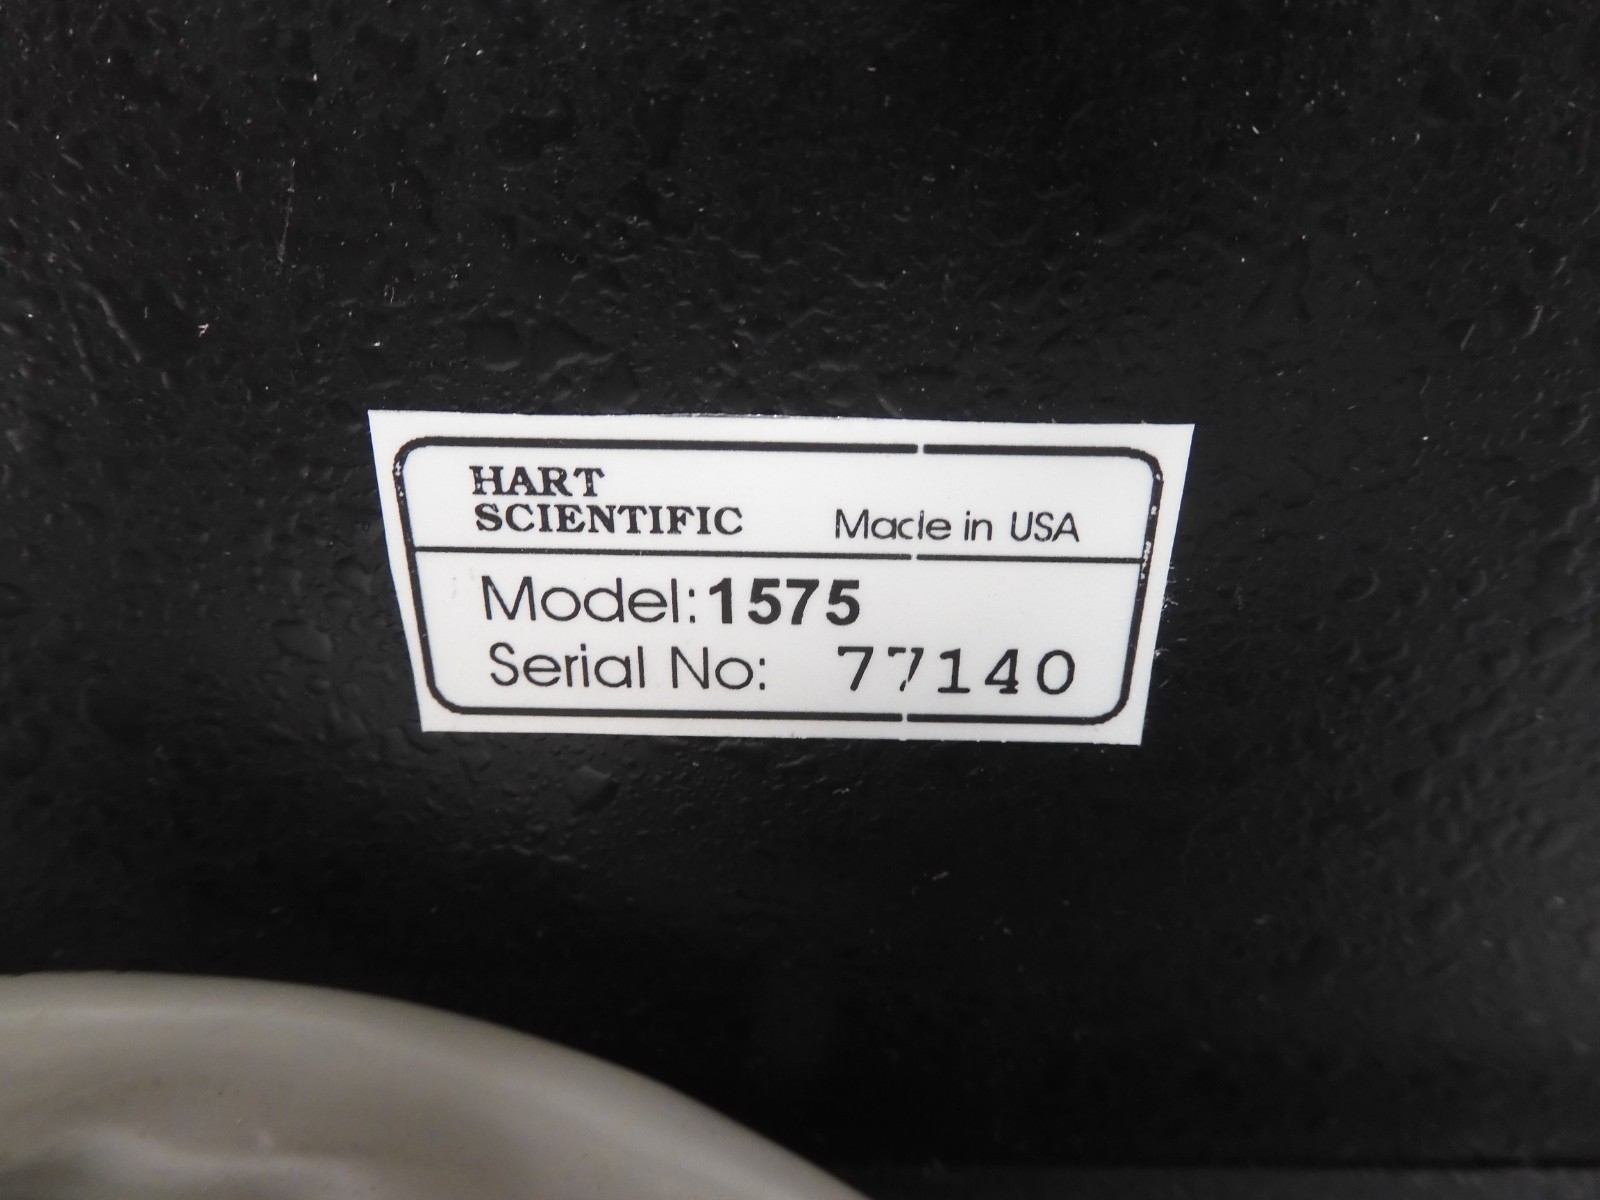 HART
SCIENTIFIC Made in USA
Model: 1575
Serial No: 77140